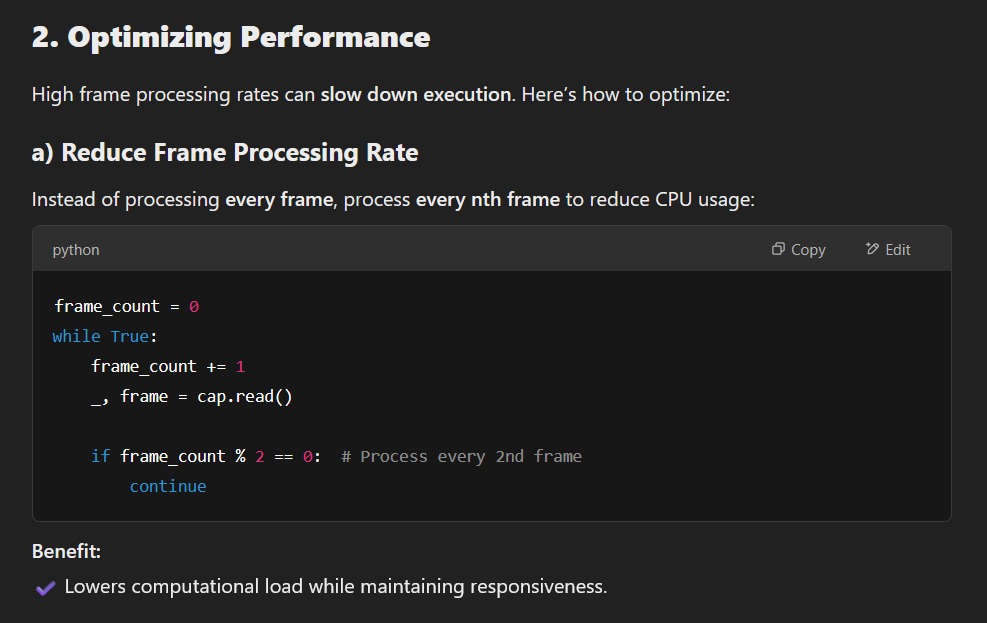 2. Optimizing Performance
High frame processing rates can slow down execution. Here’s how to optimize:
a) Reduce Frame Processing Rate
Instead of processing every frame, process every nth frame to reduce CPU usage:
python Copy Edit
frame_count = 0
while True:
    frame_count += 1
    _, frame = cap.read()
    if frame_count % 2 == 0:  # Process every 2nd frame
        continue
Benefit:
✔ Lowers computational load while maintaining responsiveness.